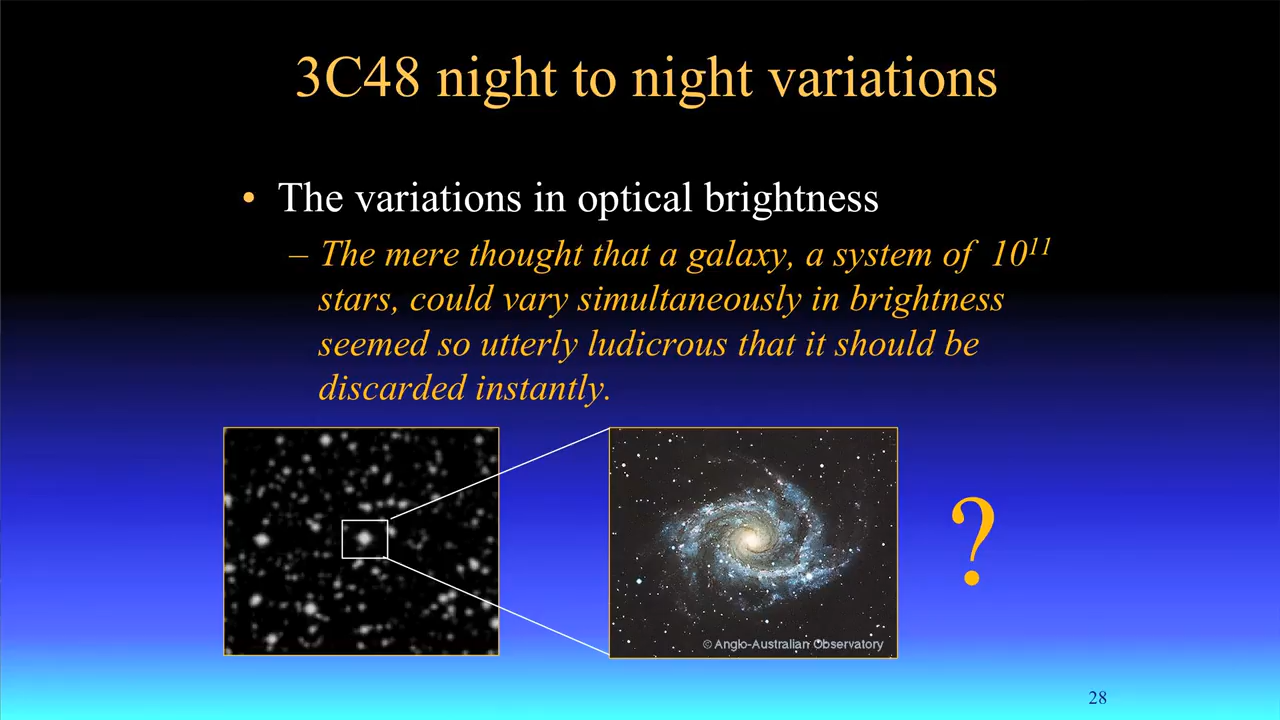 3C48 night to night variations
• The variations in optical brightness
– The mere thought that a galaxy, a system of 10¹¹
stars, could vary simultaneously in brightness
seemed so utterly ludicrous that it should be
discarded instantly.
?
© Anglo-Australian Observatory
28